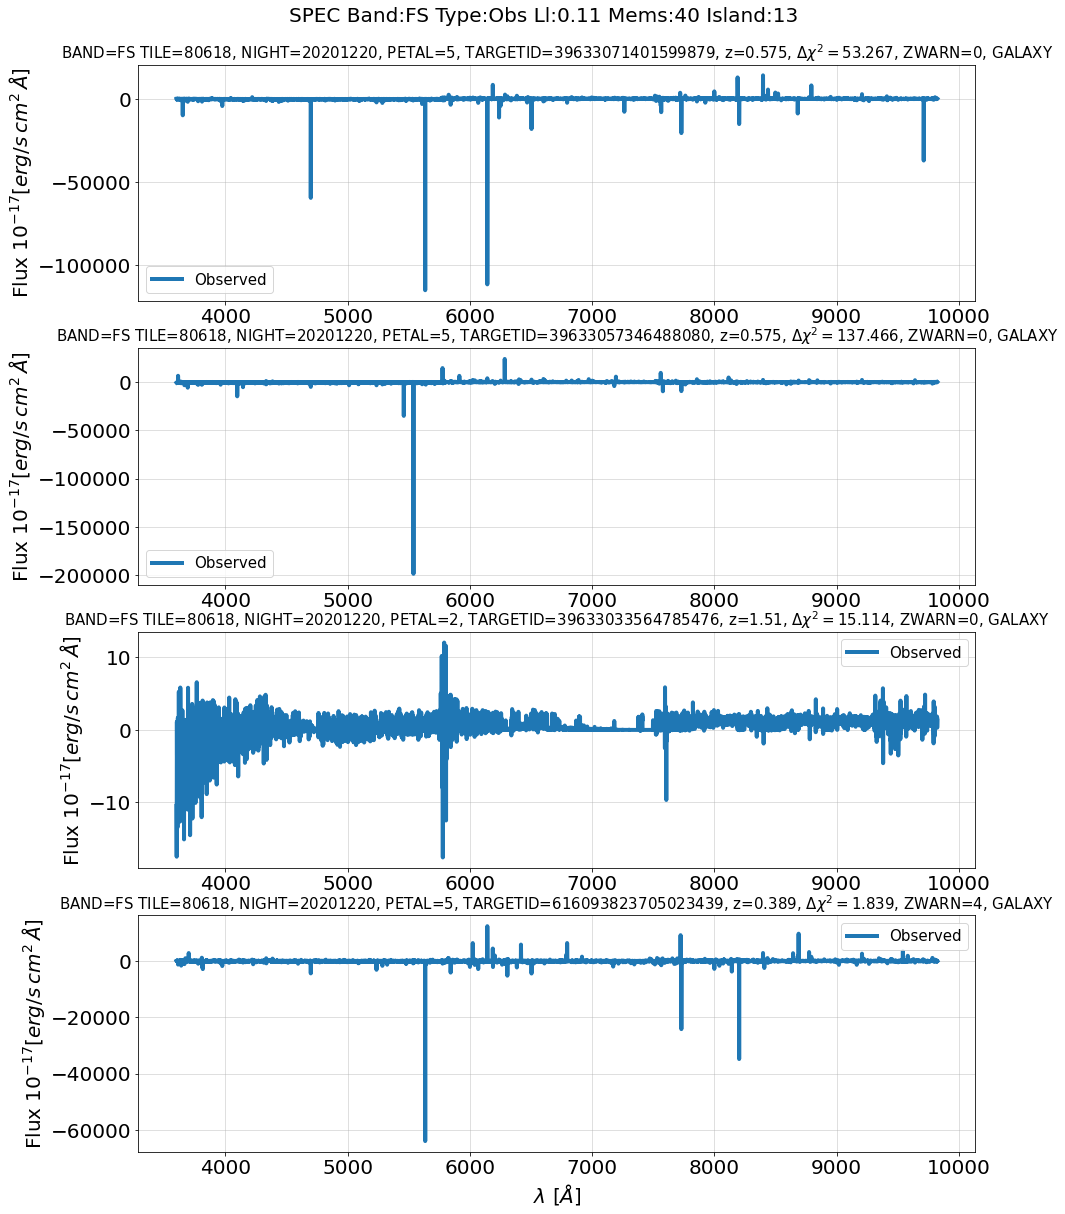 SPEC Band:FS Type:Obs Ll:0.11 Mems:40 Island:13
BAND=FS TILE=80618, NIGHT=20201220, PETAL=5, TARGETID=39633071401599879, z=0.575, Δχ²=53.267, ZWARN=0, GALAXY
Flux 10⁻¹⁷[erg/s cm² Å]
0
−50000
−100000
Observed
4000 5000 6000 7000 8000 9000 10000
BAND=FS TILE=80618, NIGHT=20201220, PETAL=5, TARGETID=39633057346488080, z=0.575, Δχ²=137.466, ZWARN=0, GALAXY
Flux 10⁻¹⁷[erg/s cm² Å]
0
−50000
−100000
−150000
−200000
Observed
4000 5000 6000 7000 8000 9000 10000
BAND=FS TILE=80618, NIGHT=20201220, PETAL=2, TARGETID=39633033564785476, z=1.51, Δχ²=15.114, ZWARN=0, GALAXY
Flux 10⁻¹⁷[erg/s cm² Å]
10
0
−10
Observed
4000 5000 6000 7000 8000 9000 10000
BAND=FS TILE=80618, NIGHT=20201220, PETAL=5, TARGETID=616093823705023439, z=0.389, Δχ²=1.839, ZWARN=4, GALAXY
Flux 10⁻¹⁷[erg/s cm² Å]
0
−20000
−40000
−60000
Observed
4000 5000 6000 7000 8000 9000 10000
λ [Å]